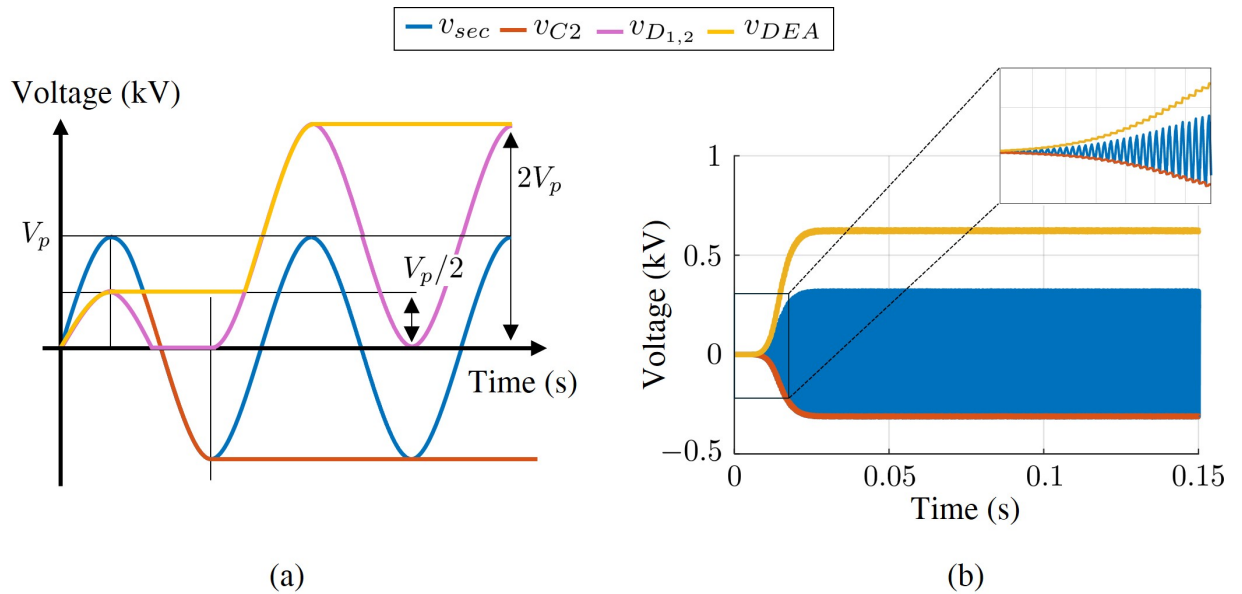 v_sec v_C2 v_D1,2 v_DEA
Voltage (kV)
V_p
2V_p
V_p/2
Time (s)
(a)
Voltage (kV)
1
0.5
0
−0.5
0 0.05 0.1 0.15
Time (s)
(b)